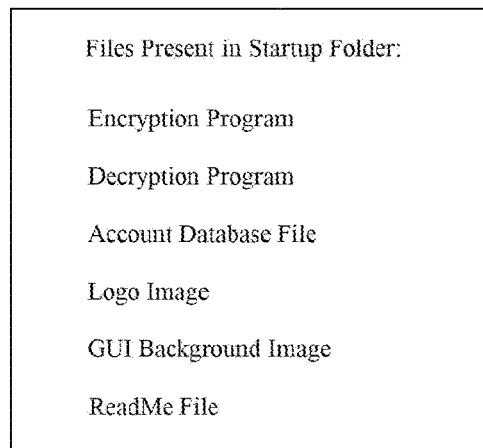 Files Present in Startup Folder:
Encryption Program
Decryption Program
Account Database File
Logo Image
GUI Background Image
ReadMe File